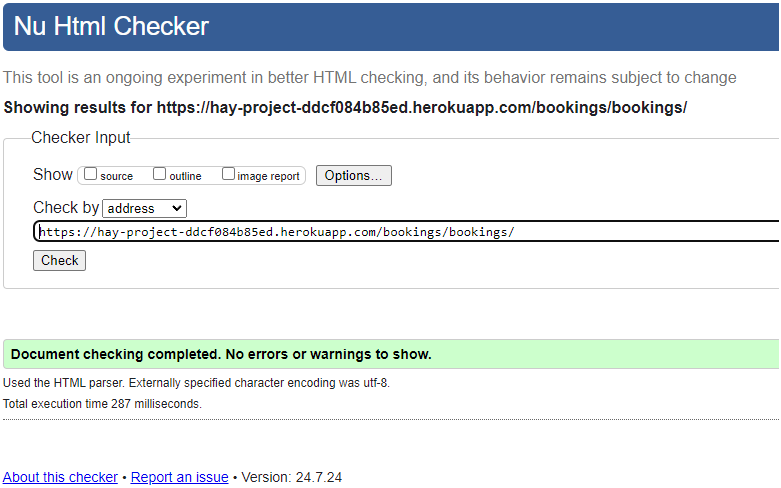 Nu Html Checker
This tool is an ongoing experiment in better HTML checking, and its behavior remains subject to change
Showing results for https://hay-project-ddcf084b85ed.herokuapp.com/bookings/bookings/
Checker Input
Show source outline image report Options...
Check by address
https://hay-project-ddcf084b85ed.herokuapp.com/bookings/bookings/
Check
Document checking completed. No errors or warnings to show.
Used the HTML parser. Externally specified character encoding was utf-8.
Total execution time 287 milliseconds.
About this checker • Report an issue • Version: 24.7.24